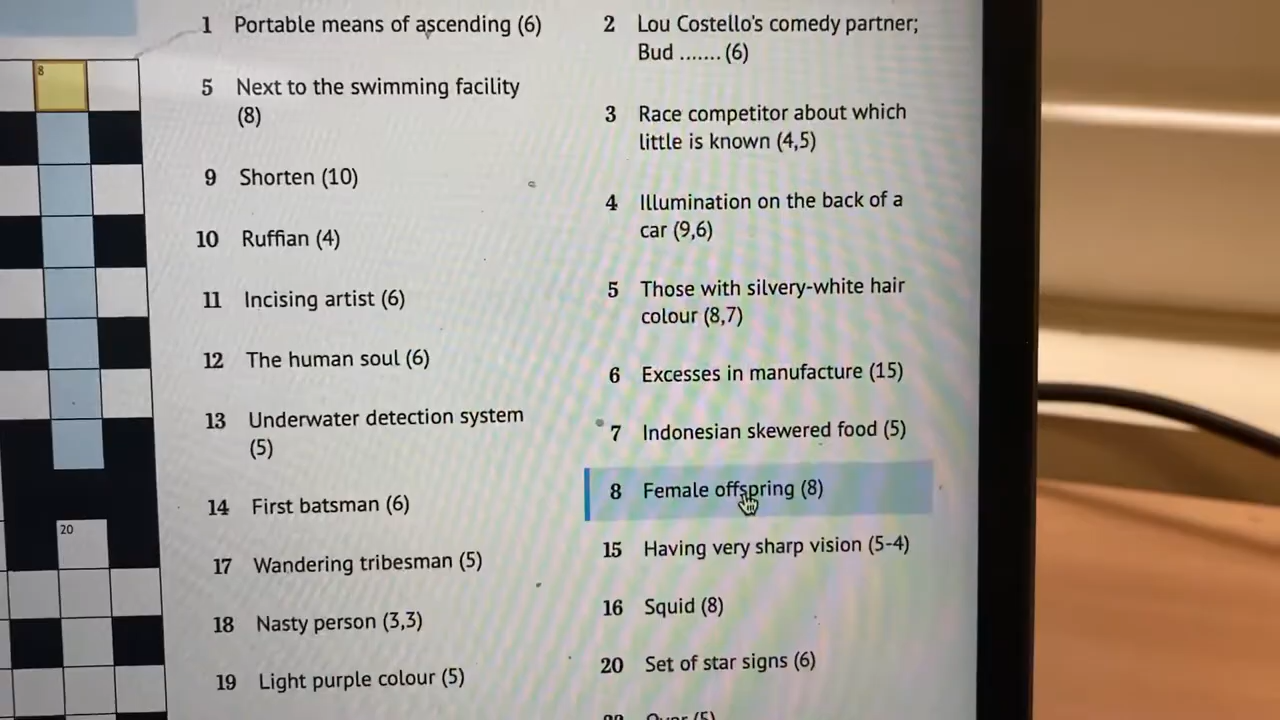 8
20
1 Portable means of ascending (6)
5 Next to the swimming facility
(8)
9 Shorten (10)
10 Ruffian (4)
11 Incising artist (6)
12 The human soul (6)
13 Underwater detection system
(5)
14 First batsman (6)
17 Wandering tribesman (5)
18 Nasty person (3,3)
19 Light purple colour (5)
2 Lou Costello's comedy partner;
Bud ....... (6)
3 Race competitor about which
little is known (4,5)
4 Illumination on the back of a
car (9,6)
5 Those with silvery-white hair
colour (8,7)
6 Excesses in manufacture (15)
7 Indonesian skewered food (5)
8 Female offspring (8)
15 Having very sharp vision (5-4)
16 Squid (8)
20 Set of star signs (6)